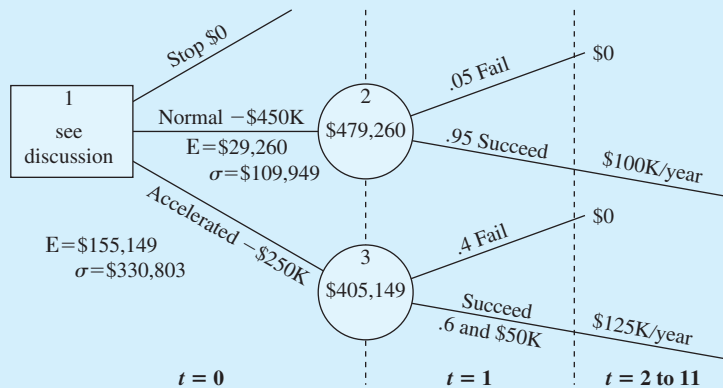 Stop $0
1
see
discussion
Normal −$450K
E=$29,260
σ=$109,949
Accelerated −$250K
E=$155,149
σ=$330,803
2
$479,260
.05 Fail
$0
.95 Succeed
$100K/year
3
$405,149
.4 Fail
$0
Succeed
.6 and $50K
$125K/year
t = 0
t = 1
t = 2 to 11